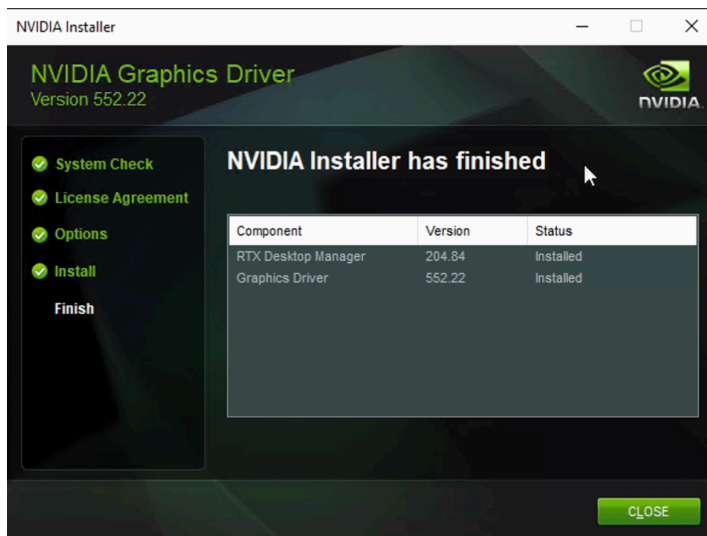 NVIDIA Installer
NVIDIA Graphics Driver
Version 552.22
NVIDIA
System Check
License Agreement
Options
Install
Finish
NVIDIA Installer has finished
Component Version Status
RTX Desktop Manager 204.84 Installed
Graphics Driver 552.22 Installed
CLOSE